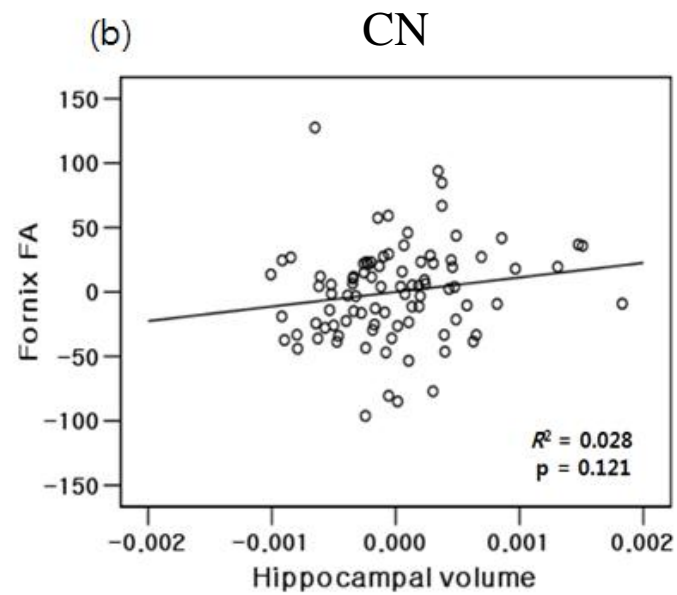 (b) CN
150
100
50
0
−50
−100
−150
Fornix FA
R² = 0.028
p = 0.121
−0.002 −0.001 0.000 0.001 0.002
Hippocampal volume